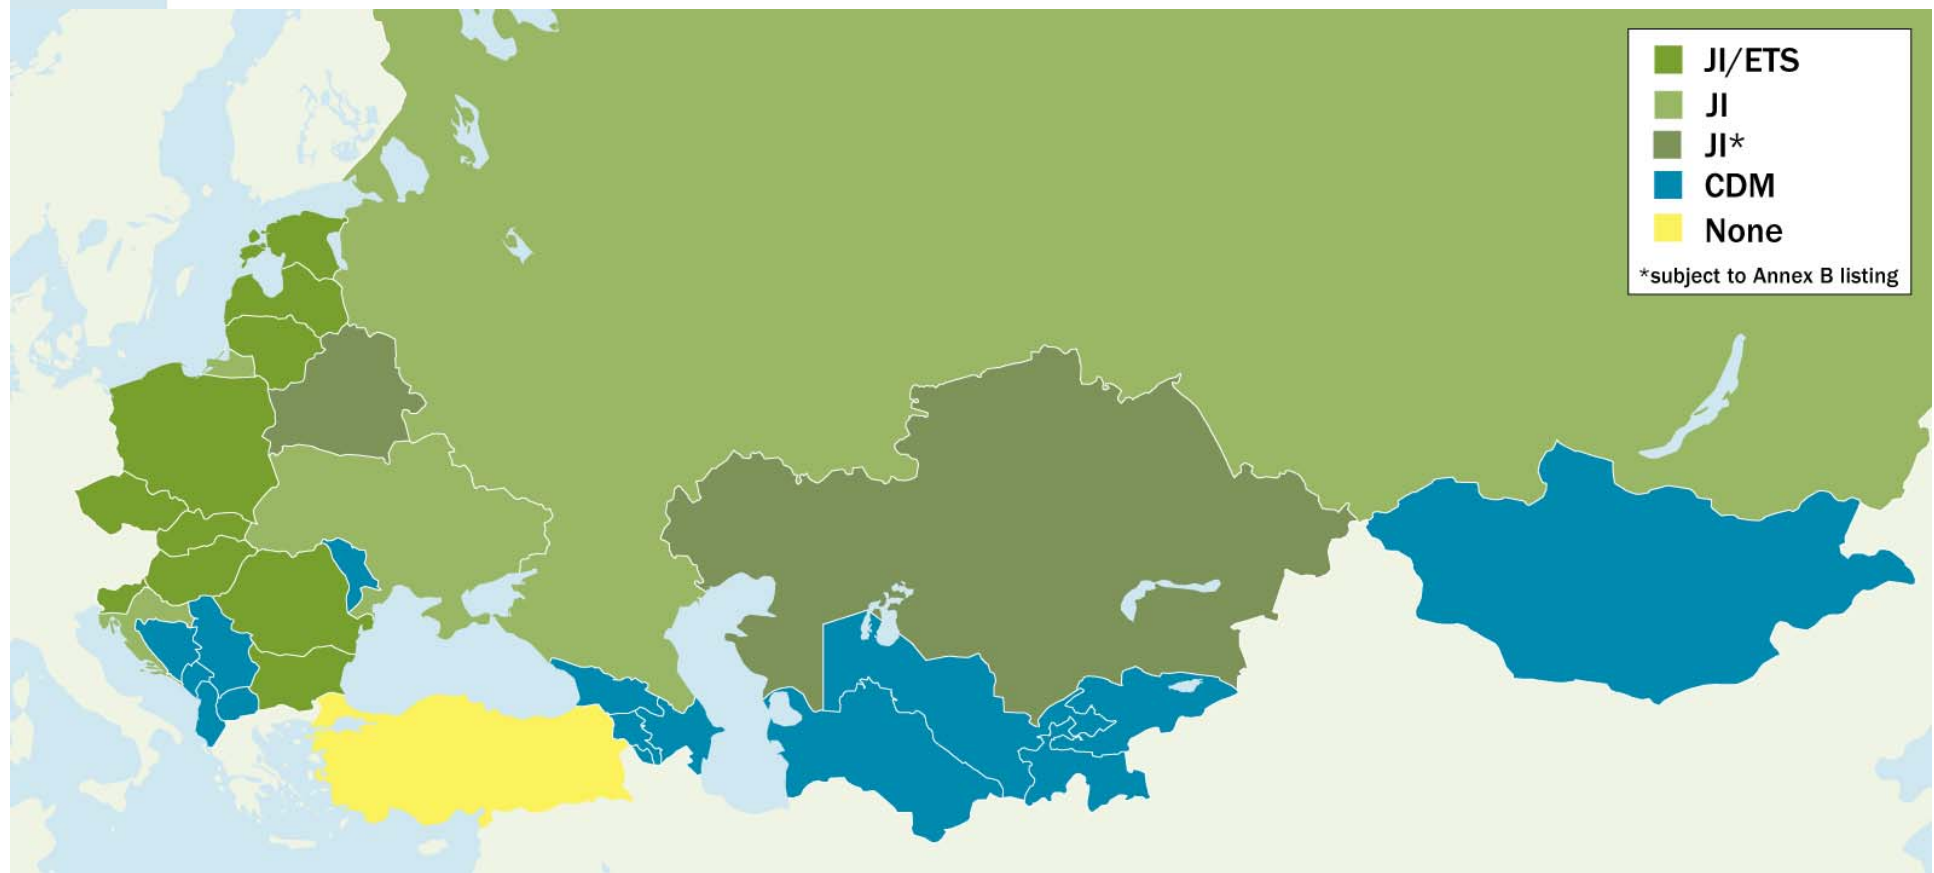 JI/ETS
JI
JI*
CDM
None
*subject to Annex B listing